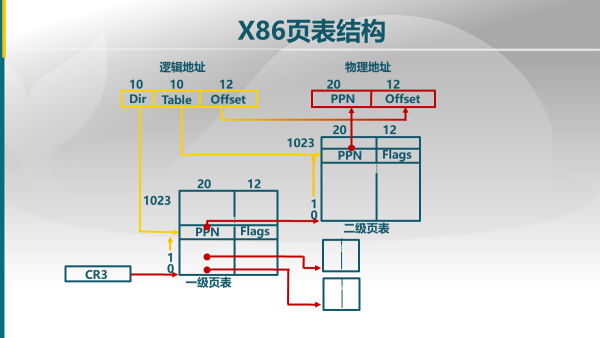 X86页表结构
逻辑地址
物理地址
10 10 12
20 12
Dir Table Offset
PPN Offset
20 12
1023
PPN Flags
20 12
1023
1
0
二级页表
PPN Flags
1
0
CR3
一级页表